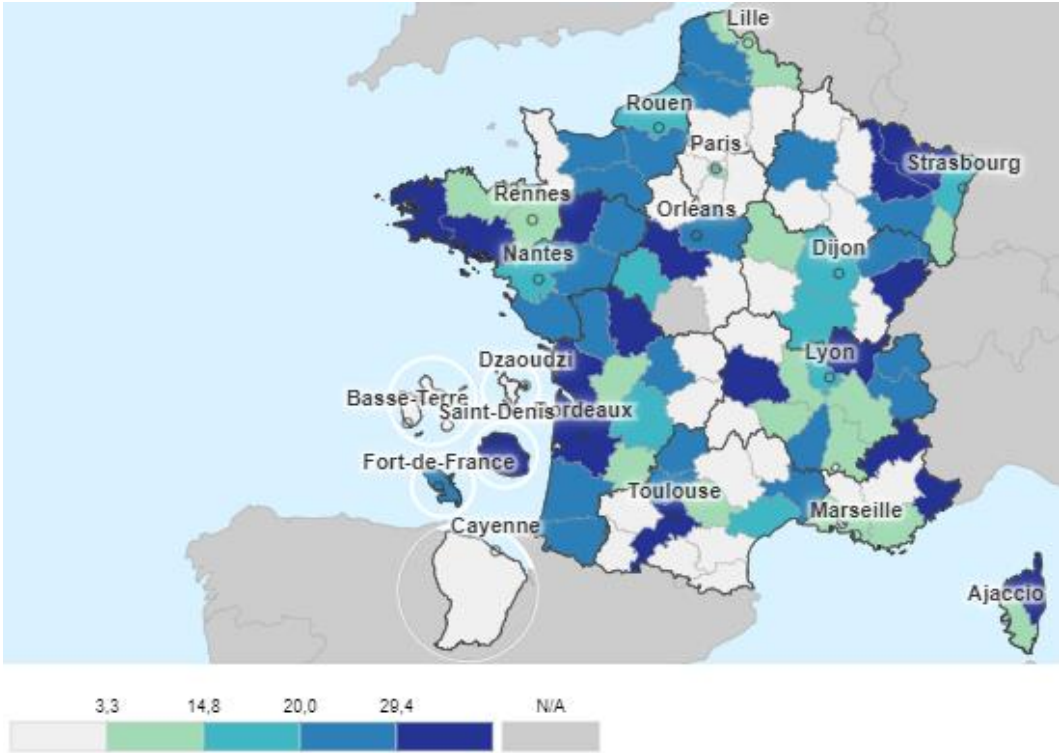 Lille
Rouen
Paris
Strasbourg
Rennes
Orléans
Nantes
Dijon
Dzaoudzi
Lyon
Basse-Terre
Saint-Denis
Bordeaux
Fort-de-France
Toulouse
Marseille
Cayenne
Ajaccio
3,3 14,8 20,0 29,4 N/A